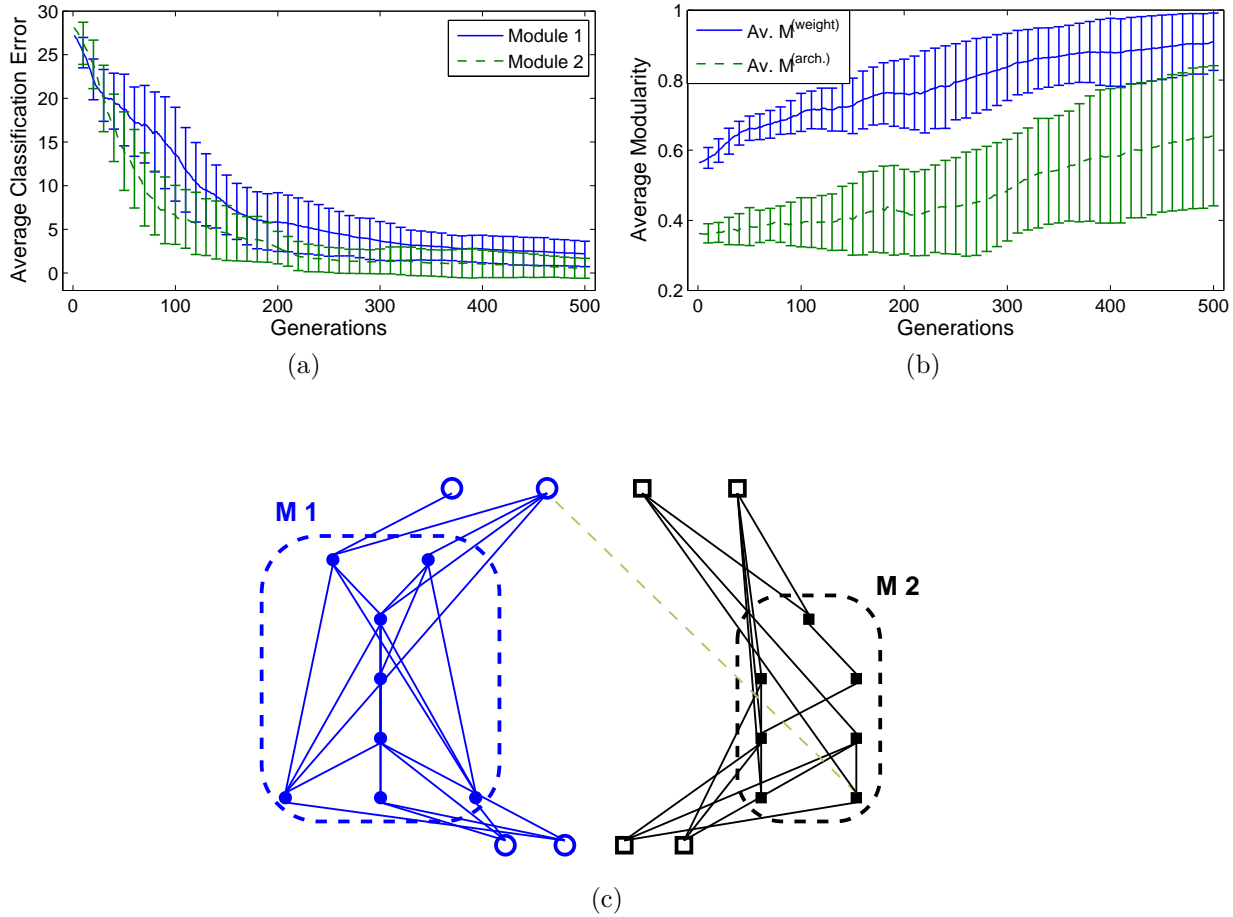 30
25
20
15
10
5
0
0 100 200 300 400 500
Average Classification Error
Generations
Module 1
Module 2
(a)
1
0.8
0.6
0.4
0.2
0 100 200 300 400 500
Average Modularity
Generations
Av. M(weight)
Av. M(arch.)
(b)
M 1
M 2
(c)